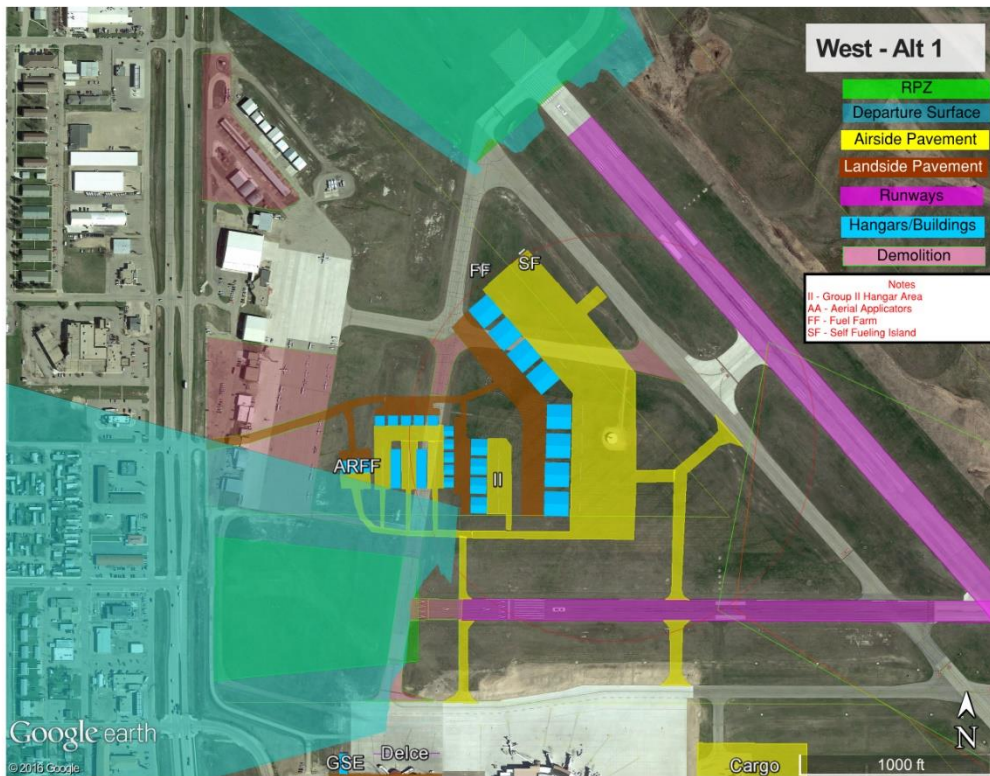 West - Alt 1
RPZ
Departure Surface
Airside Pavement
Landside Pavement
Runways
Hangars/Buildings
Demolition
Notes
II - Group II Hangar Area
AA - Aerial Applicators
FF - Fuel Farm
SF - Self Fueling Island
SF
FF
ARFF
II
Google earth
© 2016 Google
GSE
Delce
Cargo
N
1000 ft